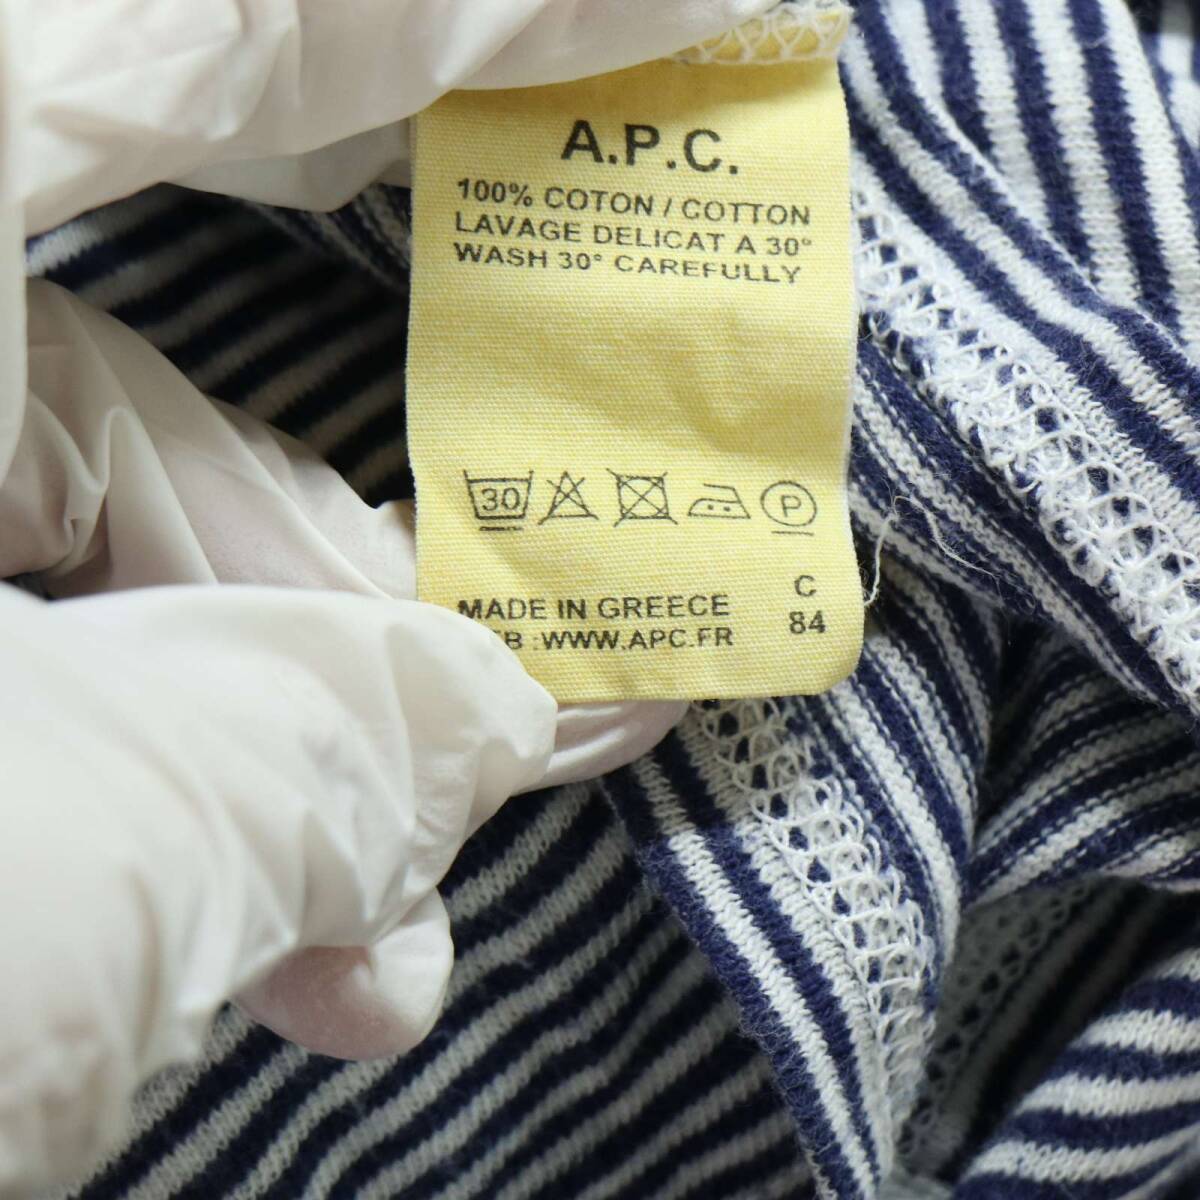 A.P.C.
100% COTON / COTTON
LAVAGE DELICAT A 30°
WASH 30° CAREFULLY
30 P
C
MADE IN GREECE 84
:WWW.APC.FR